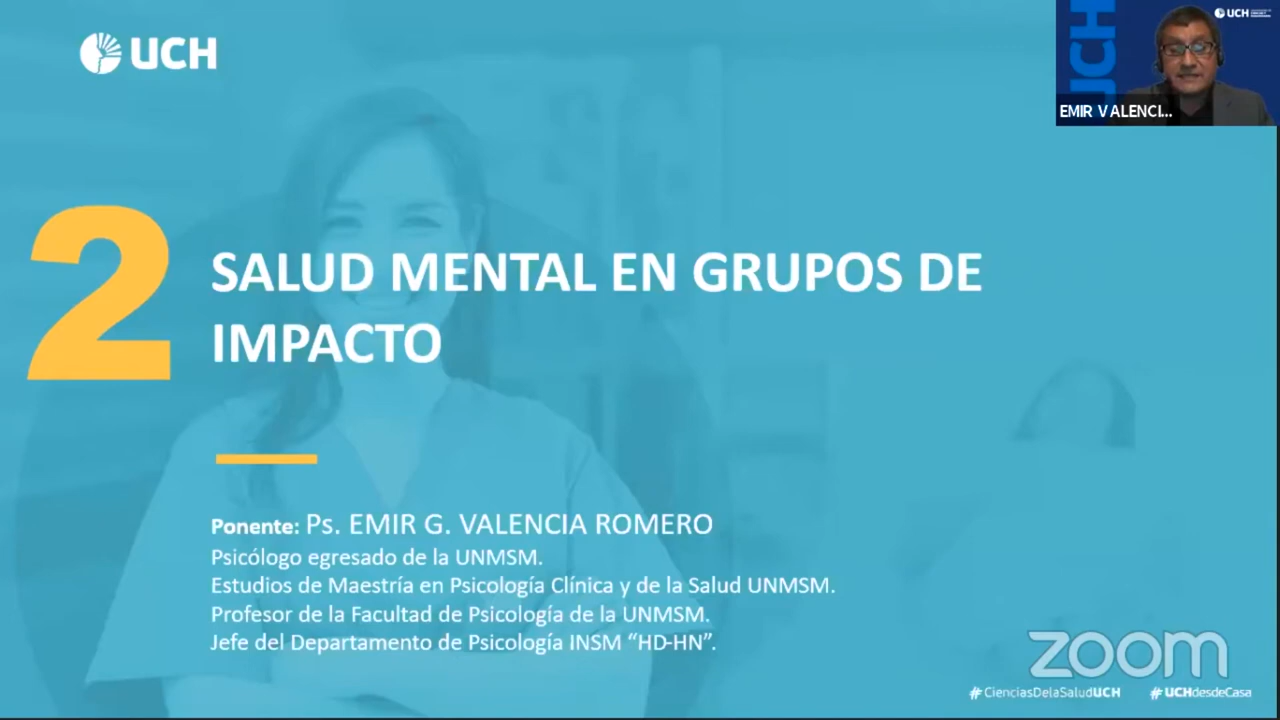 UCH
UCH
UCH
EMIR VALENCI...
2
SALUD MENTAL EN GRUPOS DE
IMPACTO
Ponente: Ps. EMIR G. VALENCIA ROMERO
Psicólogo egresado de la UNMSM.
Estudios de Maestría en Psicología Clínica y de la Salud UNMSM.
Profesor de la Facultad de Psicología de la UNMSM.
Jefe del Departamento de Psicología INSM “HD-HN”.
zoom
#CienciasDelaSaludUCH #UCHdesdeCasa